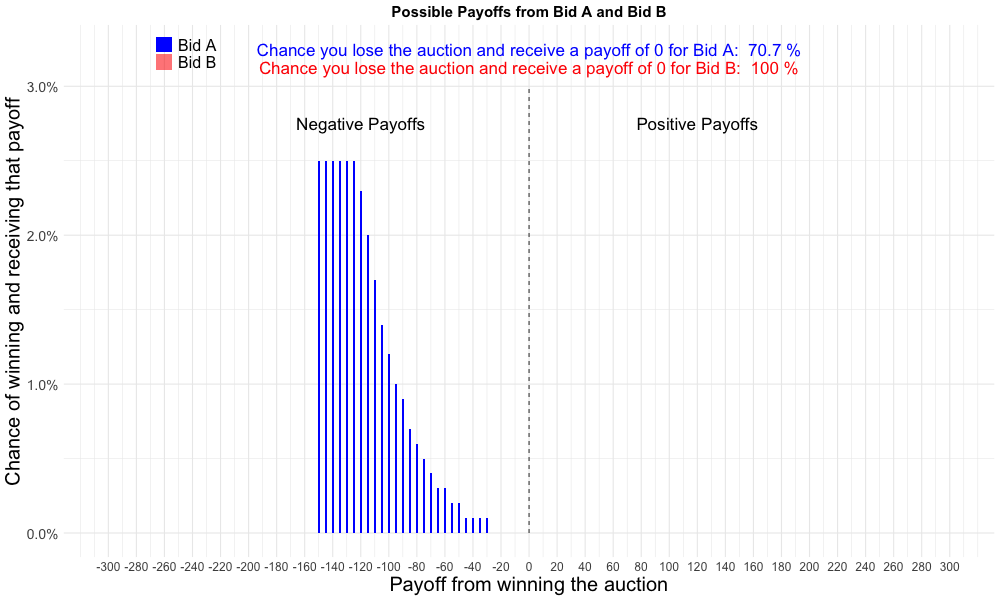 Possible Payoffs from Bid A and Bid B
Bid A
Bid B
Chance you lose the auction and receive a payoff of 0 for Bid A: 70.7 %
Chance you lose the auction and receive a payoff of 0 for Bid B: 100 %
Negative Payoffs
Positive Payoffs
Chance of winning and receiving that payoff
3.0%
2.0%
1.0%
0.0%
-300 -280 -260 -240 -220 -200 -180 -160 -140 -120 -100 -80 -60 -40 -20 0 20 40 60 80 100 120 140 160 180 200 220 240 260 280 300
Payoff from winning the auction